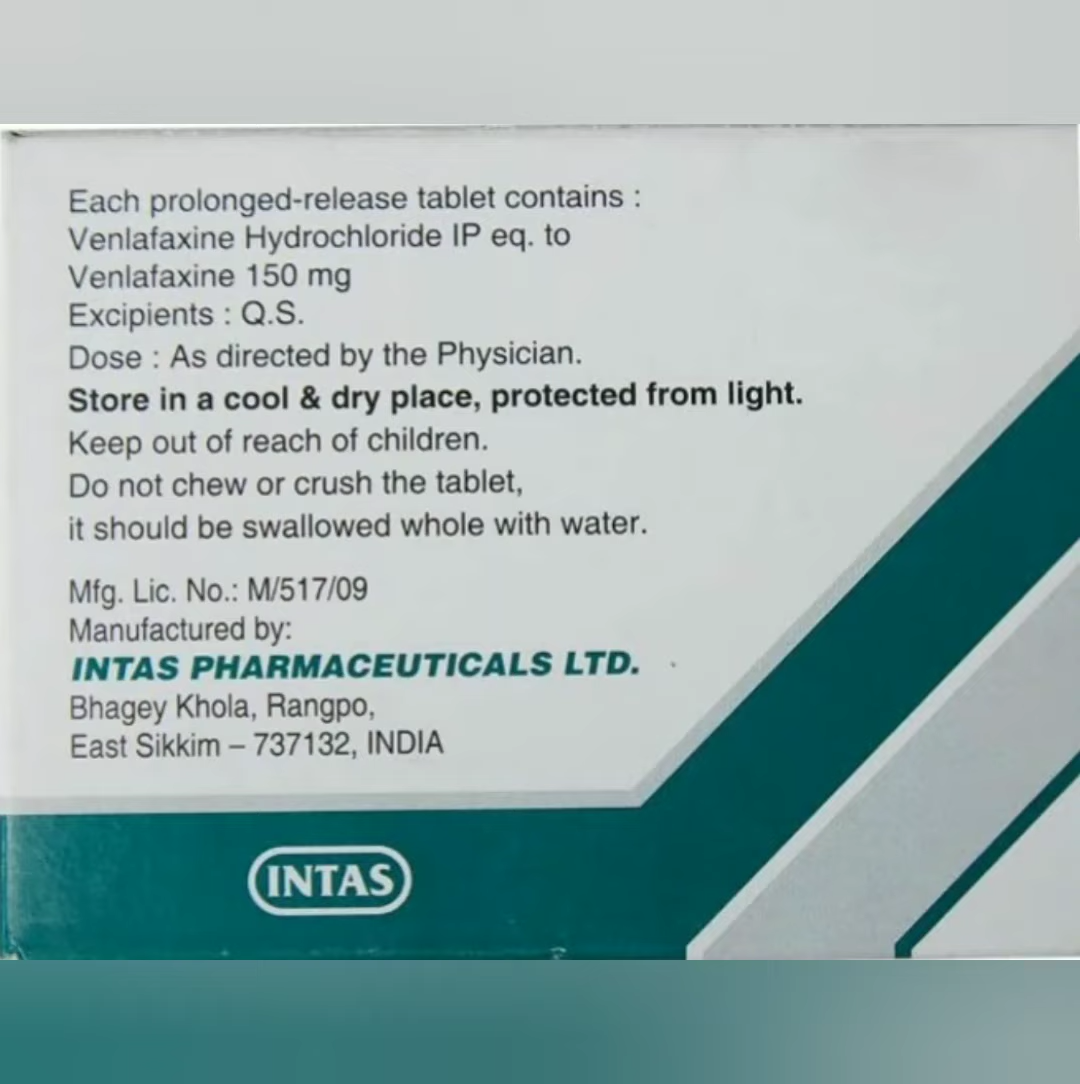 Each prolonged-release tablet contains :
Venlafaxine Hydrochloride IP eq. to
Venlafaxine 150 mg
Excipients : Q.S.
Dose : As directed by the Physician.
Store in a cool & dry place, protected from light.
Keep out of reach of children.
Do not chew or crush the tablet,
it should be swallowed whole with water.
Mfg. Lic. No.: M/517/09
Manufactured by:
INTAS PHARMACEUTICALS LTD.
Bhagey Khola, Rangpo,
East Sikkim – 737132, INDIA
INTAS